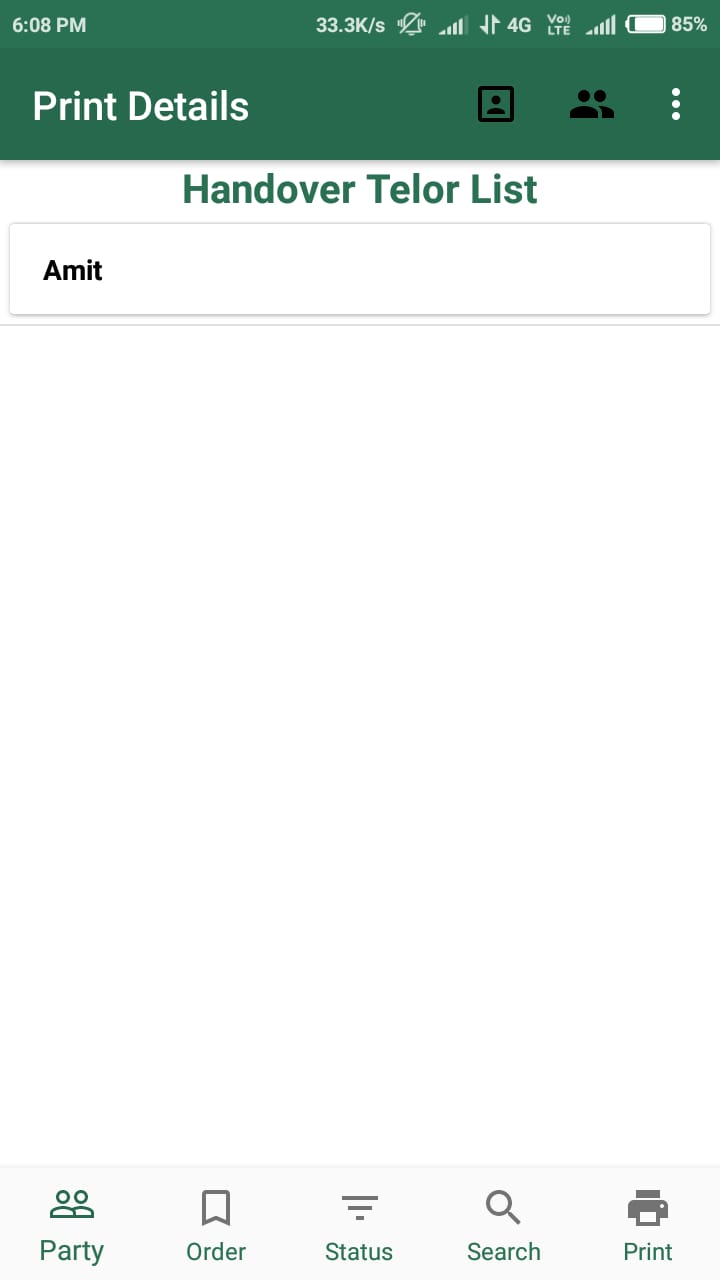 6:08 PM 33.3K/s 4G Vo) LTE 85%
Print Details
Handover Telor List
Amit
Party Order Status Search Print